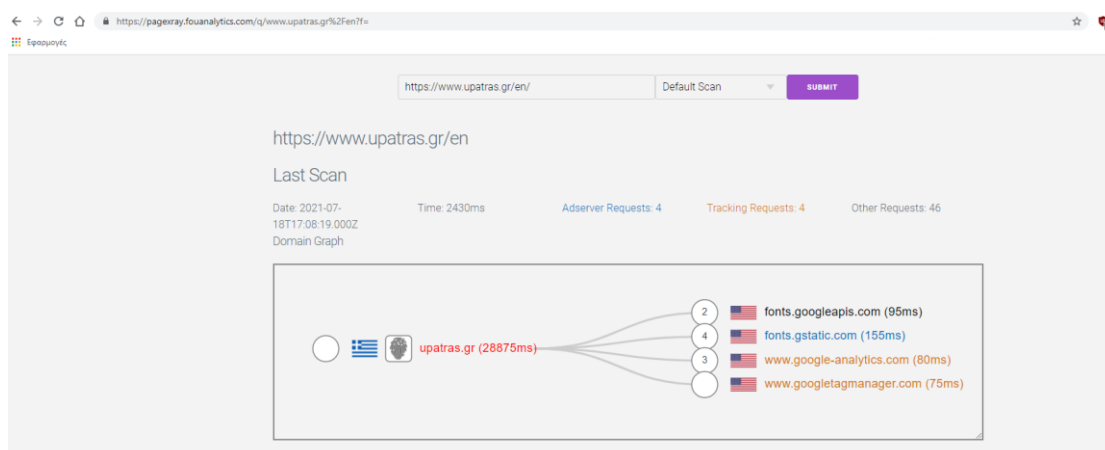 https://pagexray.fouanalytics.com/q/www.upatras.gr%2Fen?f=
Εφαρμογές
https://www.upatras.gr/en/ Default Scan SUBMIT
https://www.upatras.gr/en
Last Scan
Date: 2021-07-18T17:08:19.000Z Time: 2430ms Adserver Requests: 4 Tracking Requests: 4 Other Requests: 46
Domain Graph
2 fonts.googleapis.com (95ms)
4 fonts.gstatic.com (155ms)
upatras.gr (28875ms)
3 www.google-analytics.com (80ms)
www.googletagmanager.com (75ms)